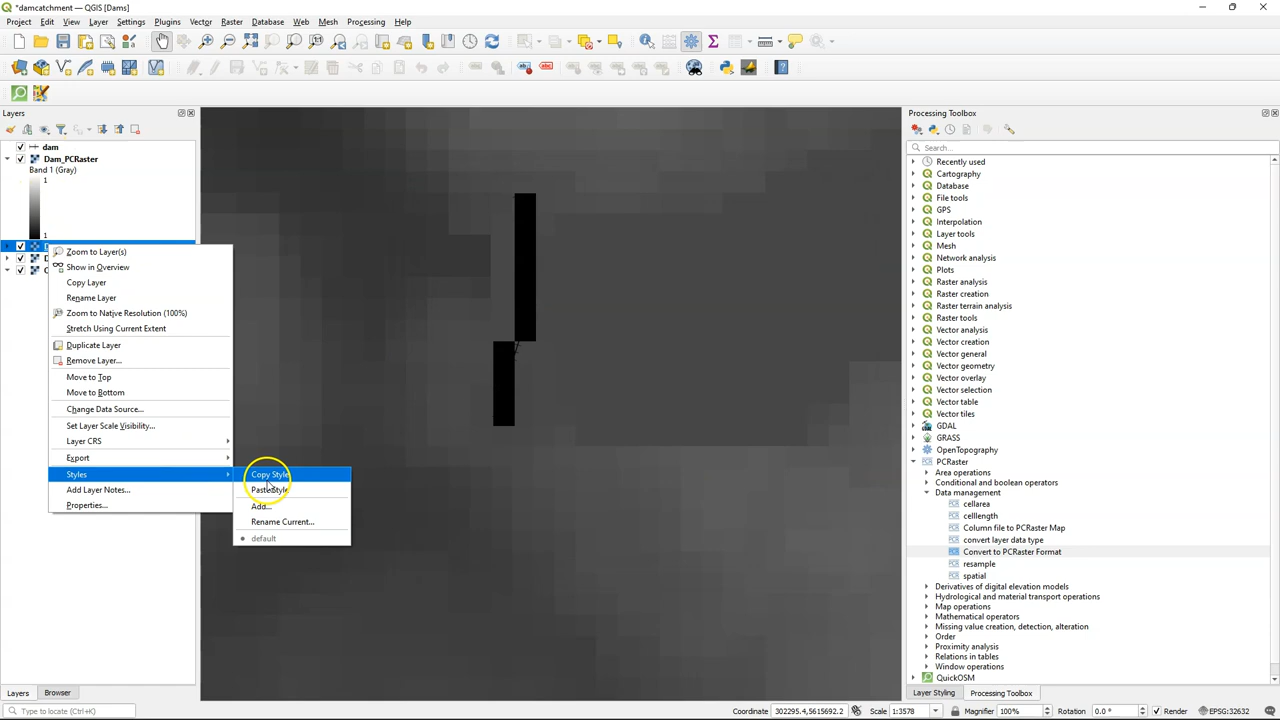 *damcatchment — QGIS [Dams]
Project Edit View Layer Settings Plugins Vector Raster Database Web Mesh Processing Help
Layers
dam
Dam_PCRaster
Band 1 (Gray)
1
1
Zoom to Layer(s)
Show in Overview
Copy Layer
Rename Layer
Zoom to Native Resolution (100%)
Stretch Using Current Extent
Duplicate Layer
Remove Layer...
Move to Top
Move to Bottom
Change Data Source...
Set Layer Scale Visibility...
Layer CRS
Export
Styles
Add Layer Notes...
Properties...
Copy Style
Paste Style
Add...
Rename Current...
default
Processing Toolbox
Search...
Recently used
Cartography
Database
File tools
GPS
Interpolation
Layer tools
Mesh
Network analysis
Plots
Raster analysis
Raster creation
Raster terrain analysis
Raster tools
Vector analysis
Vector creation
Vector general
Vector geometry
Vector overlay
Vector selection
Vector table
Vector tiles
GDAL
GRASS
OpenTopography
PCRaster
Area operations
Conditional and boolean operators
Data management
cellarea
celllength
Column file to PCRaster Map
convert layer data type
Convert to PCRaster Format
resample
spatial
Derivatives of digital elevation models
Hydrological and material transport operations
Map operations
Mathematical operators
Missing value creation, detection, alteration
Order
Proximity analysis
Relations in tables
Window operations
QuickOSM
Layers Browser
Layer Styling Processing Toolbox
Type to locate (Ctrl+K)
Coordinate 302295.4,5615692.2 Scale 1:3578 Magnifier 100% Rotation 0.0 ° Render EPSG:32632